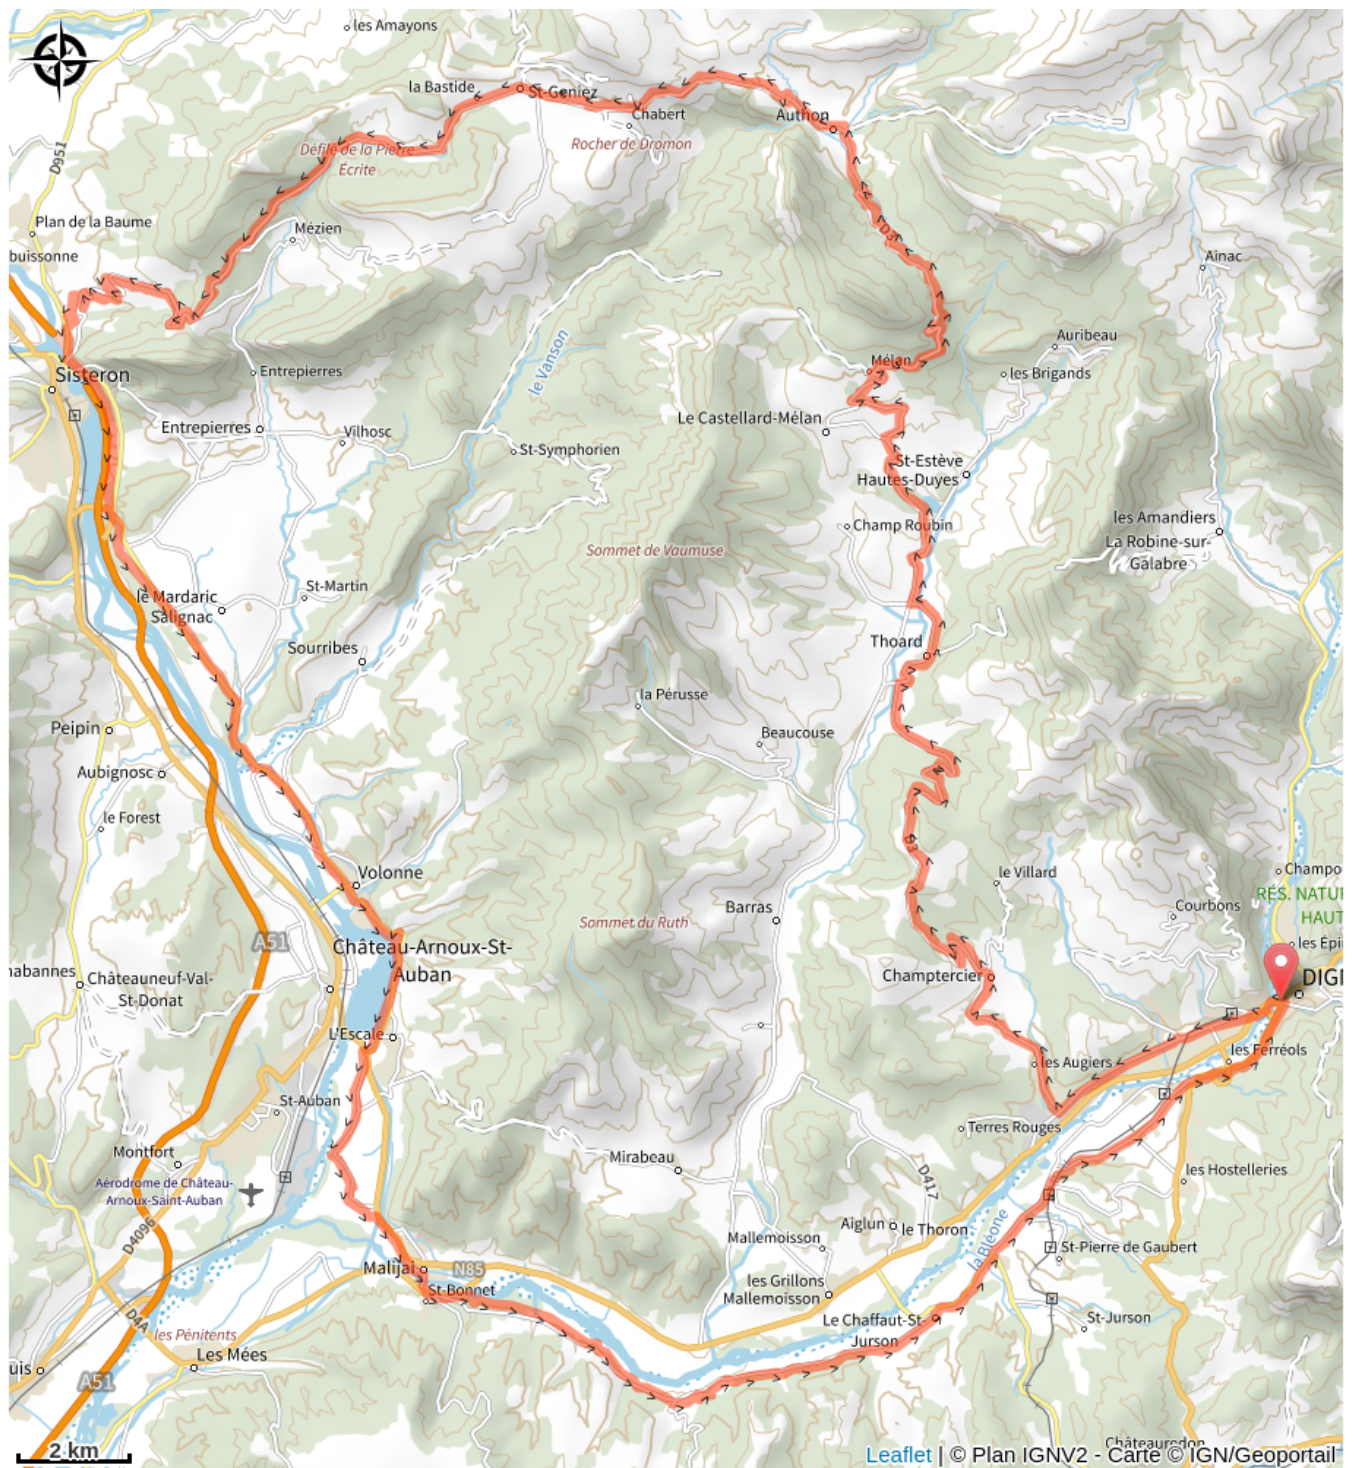 les Amayons
la Bastide
St-Geniez
Chabert
Authon
Rocher de Dromon
Défilé de la Pierre
Écrite
D951
Plan de la Baume
buissonne
Mézien
D3
Ainac
Auribeau
les Brigands
Mélan
Sisteron
Entrepierres
le Vanson
Le Castellard-Mélan
Entrepierres
Vilhosc
St-Symphorien
St-Estève
Hautes-Duyes
Champ Roubin
les Amandiers
La Robine-sur-
Galabre
Sommet de Vaumuse
St-Martin
le Mardaric
Salignac
Sourribes
Thoard
la Pérusse
Peipin
Beaucouse
Aubignosc
le Forest
D3
Volonne
le Villard
Champo
RÉS. NATU
HAUT
Courbons
Barras
Sommet du Ruth
A51
les Épi
Château-Arnoux-St-
Auban
habannes
Châteauneuf-Val-
St-Donat
Champtercier
DIG
L'Escale
les Ferréols
les Augiers
St-Auban
Terres Rouges
Montfort
Mirabeau
les Hostelleries
Aérodrome de Château-
Arnoux-Saint-Auban
D417
D4096
Aiglun
le Thoron
la Bléone
Mallemoisson
St-Pierre de Gaubert
Malijai
N85
St-Bonnet
les Grillons
Mallemoisson
Le Chaffaut-St-
Jurson
St-Jurson
D4A
les Pénitents
Les Mées
uis
A51
2 km
Châteauredon
Leaflet | © Plan IGNV2 - Carte © IGN/Geoportail